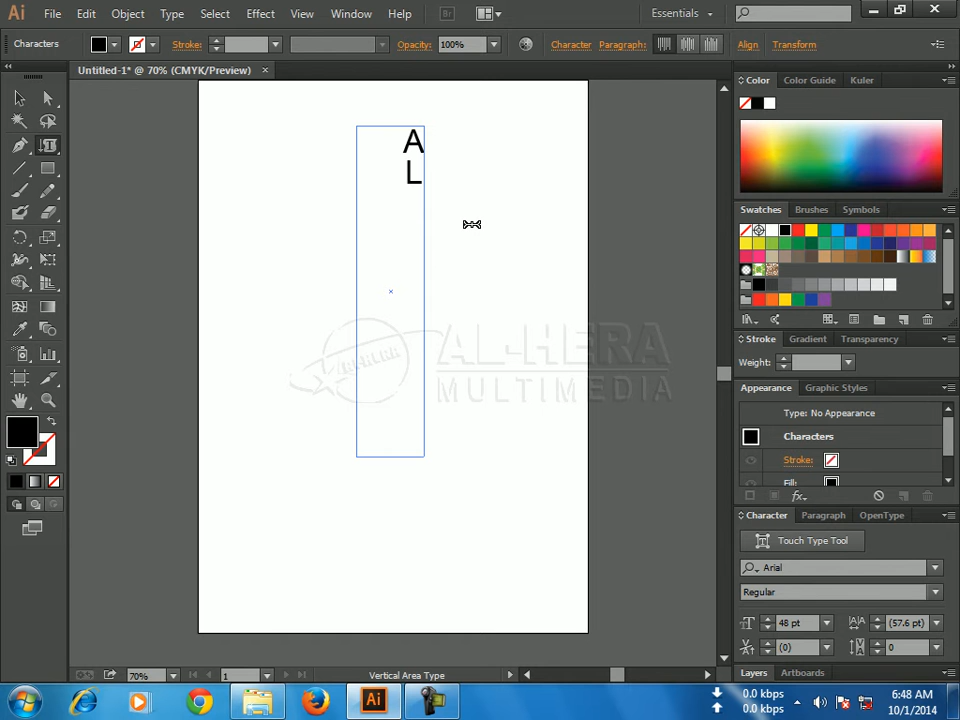 Ai File Edit Object Type Select Effect View Window Help Br Essentials
Characters Stroke: Opacity: 100% Character Paragraph: Align Transform
Untitled-1* @ 70% (CMYK/Preview) ×
Color Color Guide Kuler
A
L
Swatches Brushes Symbols
AL-HERA
AL-HERA
MULTIMEDIA
Stroke Gradient Transparency
Weight:
Appearance Graphic Styles
Type: No Appearance
Characters
Stroke:
Fill:
fx
Character Paragraph OpenType
Touch Type Tool
Arial
Regular
48 pt (57.6 pt)
(0) 0
Layers Artboards
70% 1 Vertical Area Type
Ai 0.0 kbps 0.0 kbps
6:48 AM
10/1/2014